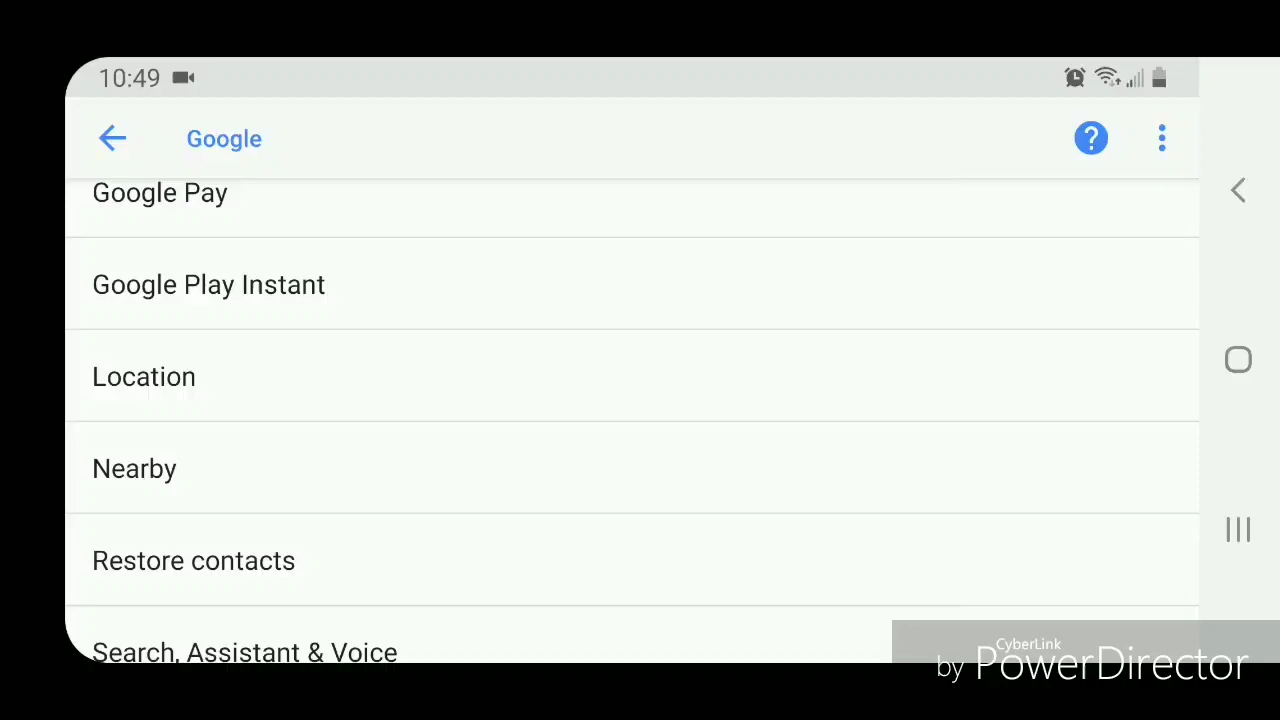 10:49
Google
?
Google Pay
Google Play Instant
Location
Nearby
Restore contacts
Search, Assistant & Voice
CyberLink
by PowerDirector